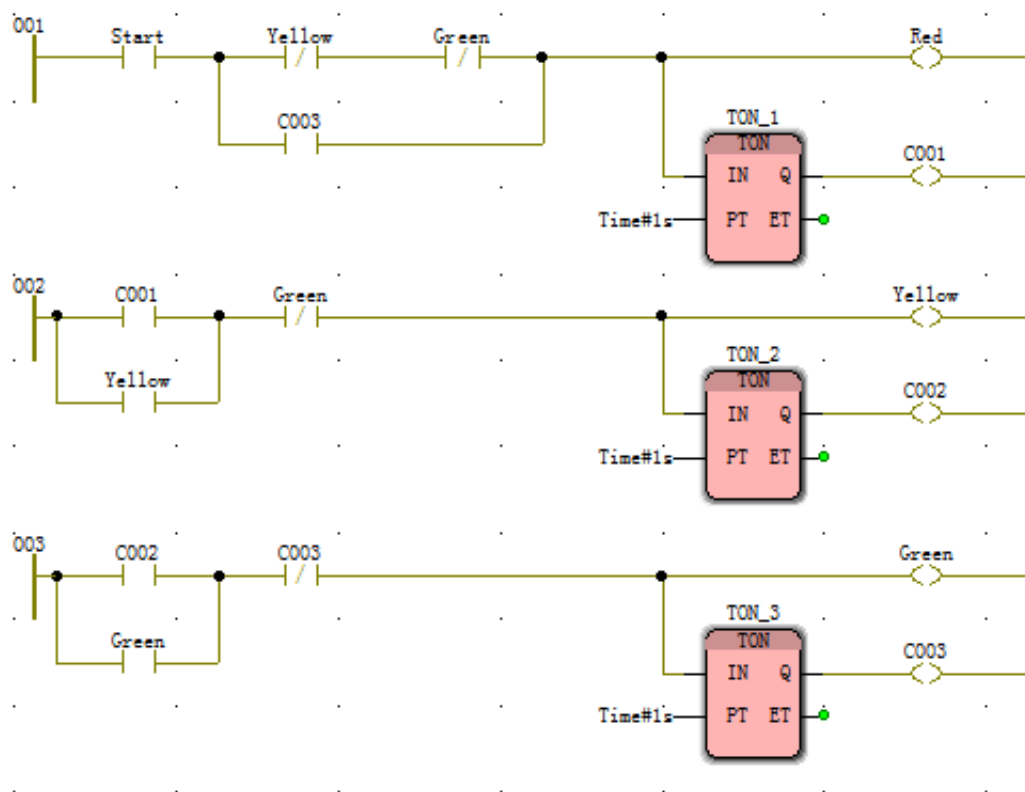 001
Start Yellow Green Red
C003
TON_1
TON
C001
IN Q
Time#1s PT ET
002
C001 Green Yellow
TON_2
TON
Yellow
C002
IN Q
Time#1s PT ET
003
C002 C003 Green
TON_3
TON
Green
C003
IN Q
Time#1s PT ET